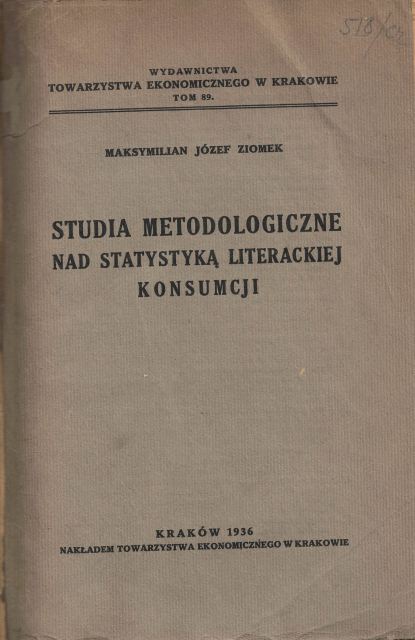 WYDAWNICTWA
TOWARZYSTWA EKONOMICZNEGO W KRAKOWIE
TOM 89.
MAKSYMILIAN JÓZEF ZIOMEK
STUDIA METODOLOGICZNE
NAD STATYSTYKĄ LITERACKIEJ
KONSUMCJI
KRAKÓW 1936
NAKŁADEM TOWARZYSTWA EKONOMICZNEGO W KRAKOWIE